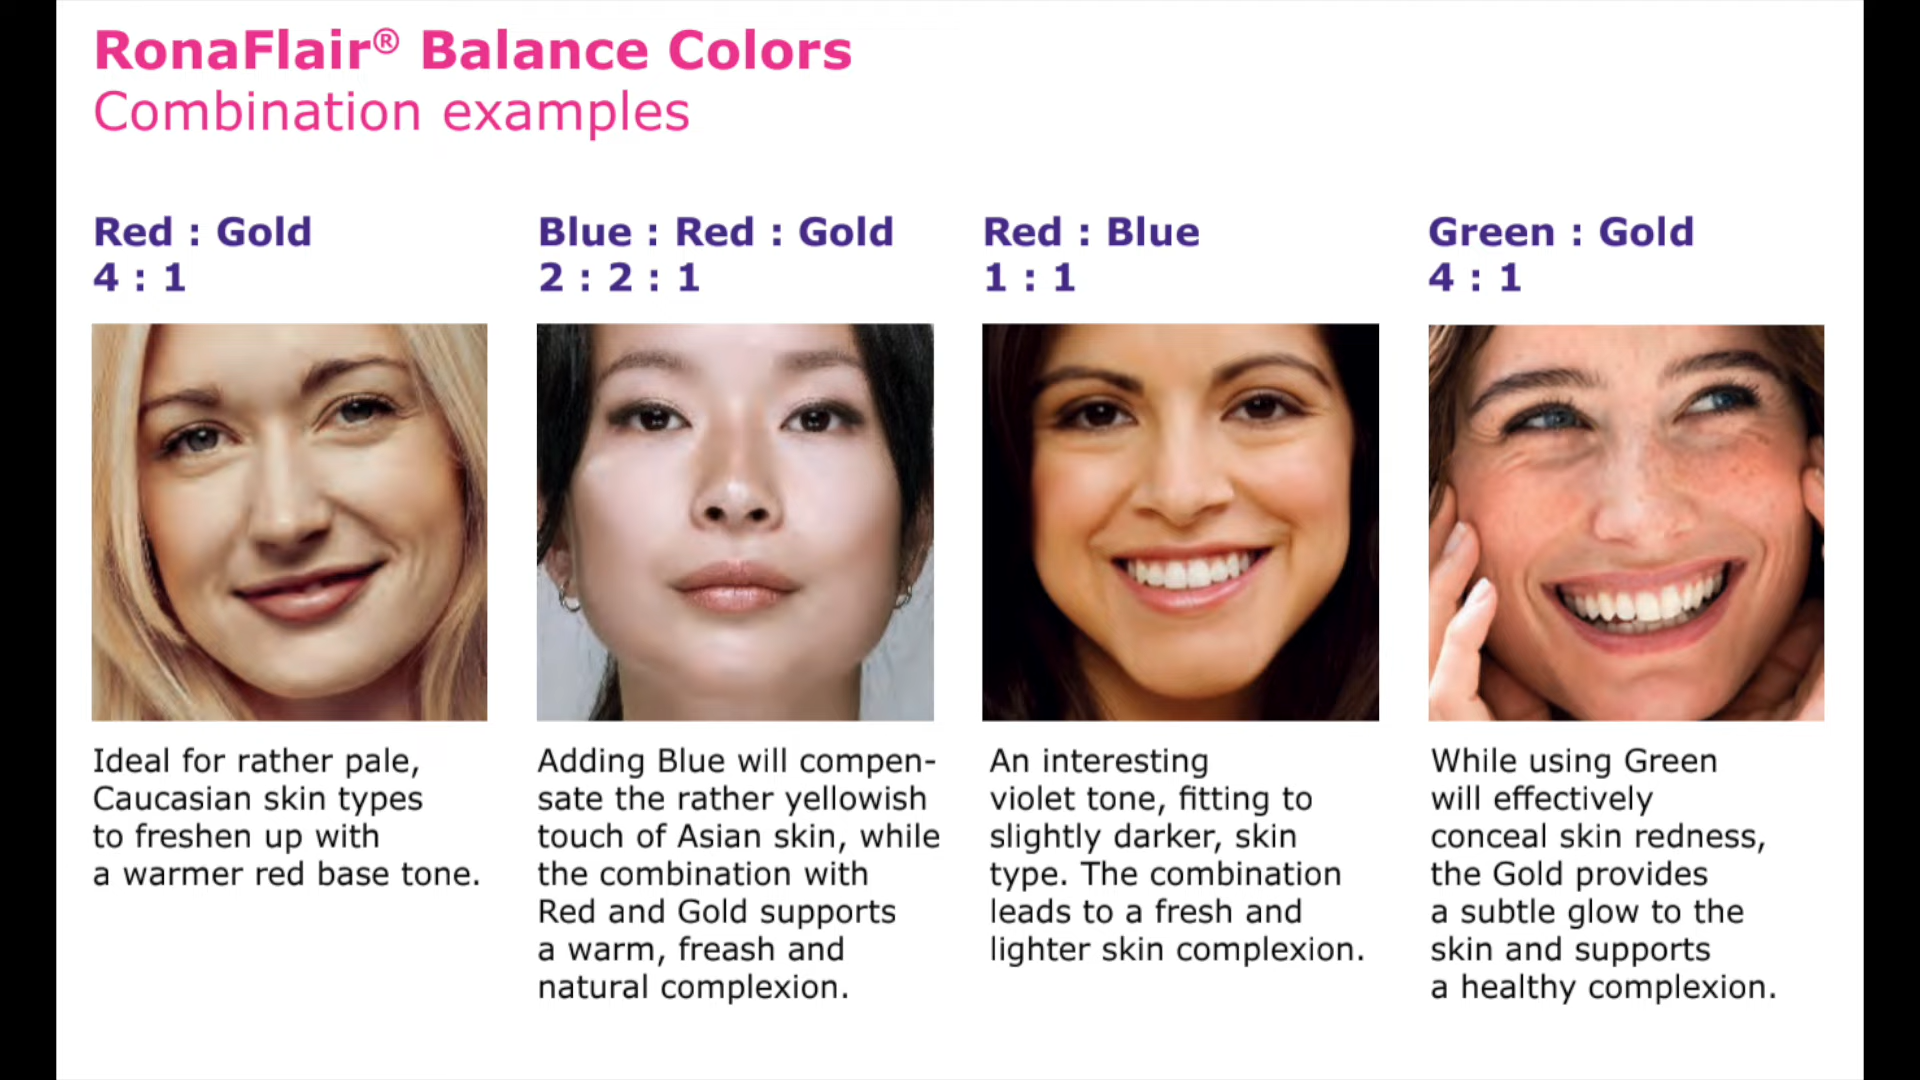 RonaFlair® Balance Colors
Combination examples
Red : Gold
4 : 1
Ideal for rather pale,
Caucasian skin types
to freshen up with
a warmer red base tone.
Blue : Red : Gold
2 : 2 : 1
Adding Blue will compen-
sate the rather yellowish
touch of Asian skin, while
the combination with
Red and Gold supports
a warm, freash and
natural complexion.
Red : Blue
1 : 1
An interesting
violet tone, fitting to
slightly darker, skin
type. The combination
leads to a fresh and
lighter skin complexion.
Green : Gold
4 : 1
While using Green
will effectively
conceal skin redness,
the Gold provides
a subtle glow to the
skin and supports
a healthy complexion.